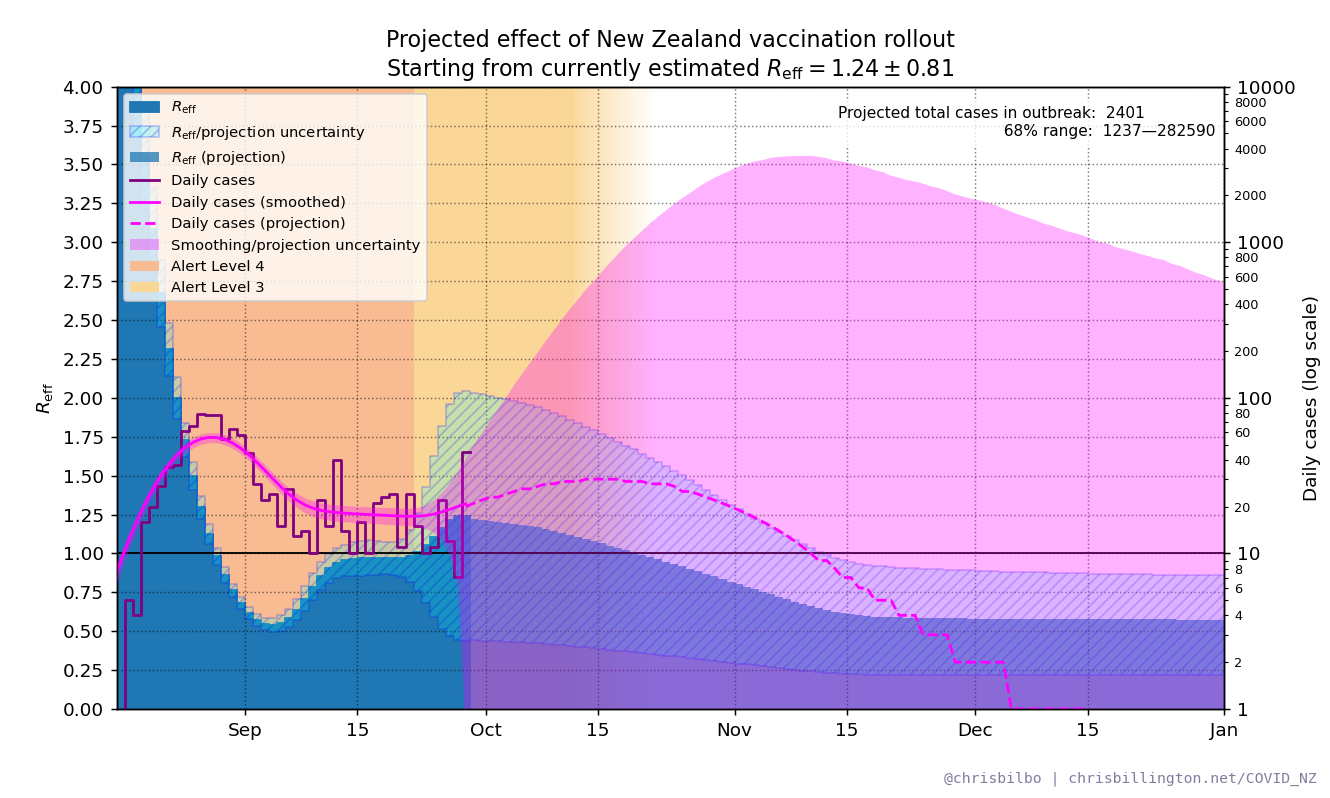 Projected effect of New Zealand vaccination rollout
Starting from currently estimated Reff = 1.24 ± 0.81
Projected total cases in outbreak: 2401
68% range: 1237—282590
Reff
Reff/projection uncertainty
Reff (projection)
Daily cases
Daily cases (smoothed)
Daily cases (projection)
Smoothing/projection uncertainty
Alert Level 4
Alert Level 3
Reff
4.00
3.75
3.50
3.25
3.00
2.75
2.50
2.25
2.00
1.75
1.50
1.25
1.00
0.75
0.50
0.25
0.00
10000
8000
6000
4000
2000
1000
800
600
400
200
100
80
60
40
20
10
8
6
4
2
1
Daily cases (log scale)
Sep 15 Oct 15 Nov 15 Dec 15 Jan
@chrisbilbo | chrisbillington.net/COVID_NZ